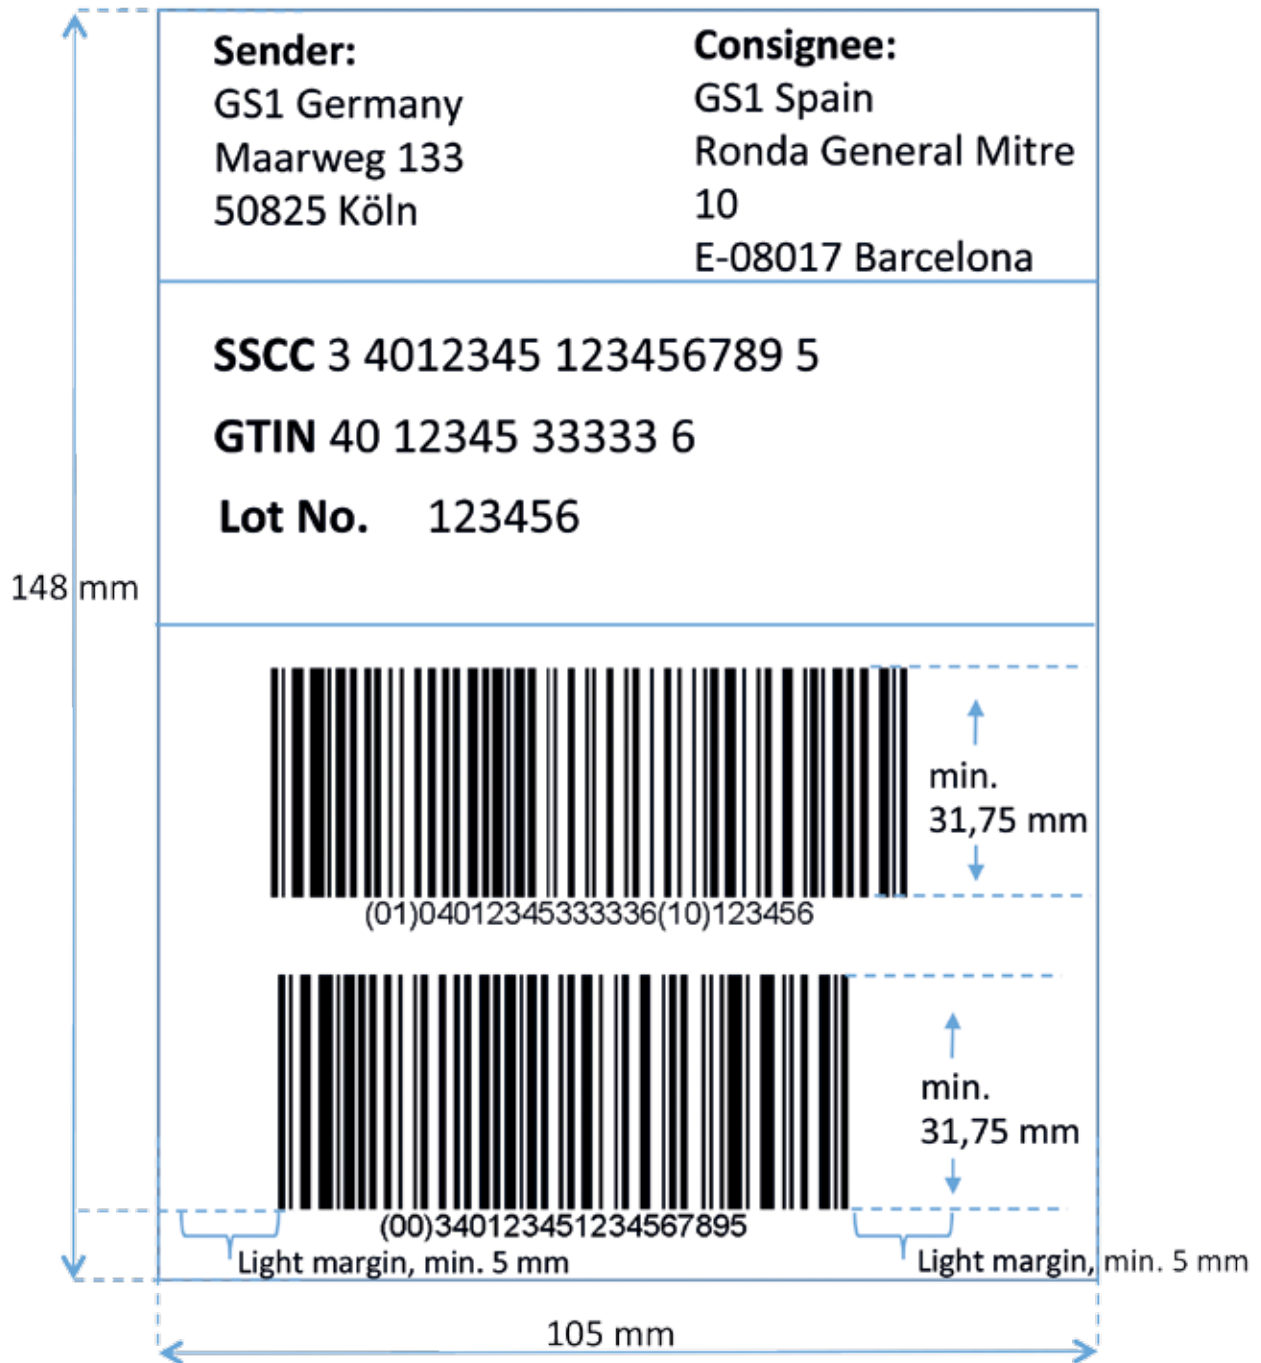 Sender:
GS1 Germany
Maarweg 133
50825 Köln
Consignee:
GS1 Spain
Ronda General Mitre
10
E-08017 Barcelona
SSCC 3 4012345 123456789 5
GTIN 40 12345 33333 6
Lot No. 123456
148 mm
min.
31,75 mm
(01)04012345333336(10)123456
min.
31,75 mm
(00)340123451234567895
Light margin, min. 5 mm
Light margin, min. 5 mm
105 mm